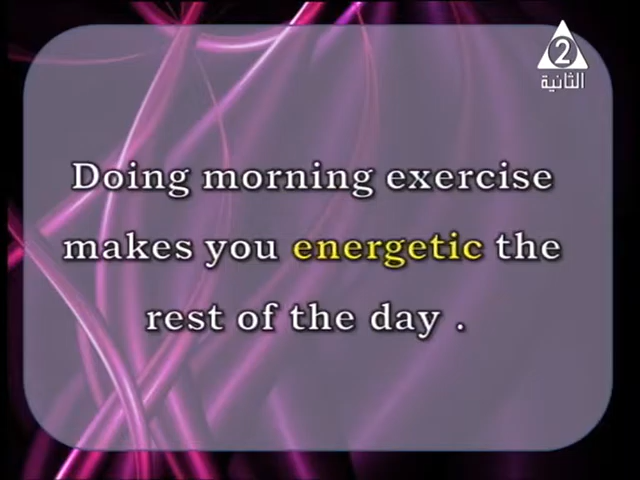 2
الثانية
Doing morning exercise
makes you energetic the
rest of the day .